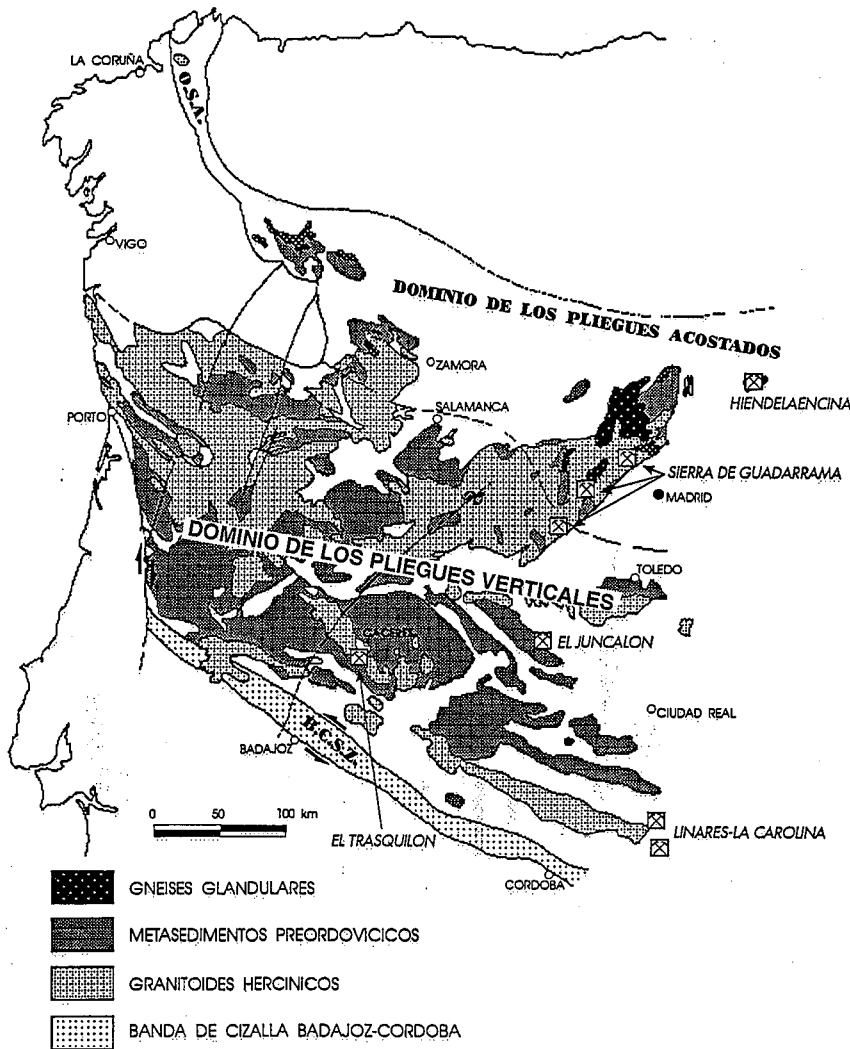 LA CORUÑA
O.S.A.
VIGO
DOMINIO DE LOS PLIEGUES ACOSTADOS
ZAMORA
HIENDELAENCINA
SALAMANCA
PORTO
SIERRA DE GUADARRAMA
MADRID
DOMINIO DE LOS PLIEGUES VERTICALES
TOLEDO
CACERES
EL JUNCALON
CIUDAD REAL
B.C.S.Z.
BADAJOZ
0 50 100 km
EL TRASQUILON
LINARES-LA CAROLINA
CORDOBA
GNEISES GLANDULARES
METASEDIMENTOS PREORDOVICICOS
GRANITOIDES HERCINICOS
BANDA DE CIZALLA BADAJOZ-CORDOBA